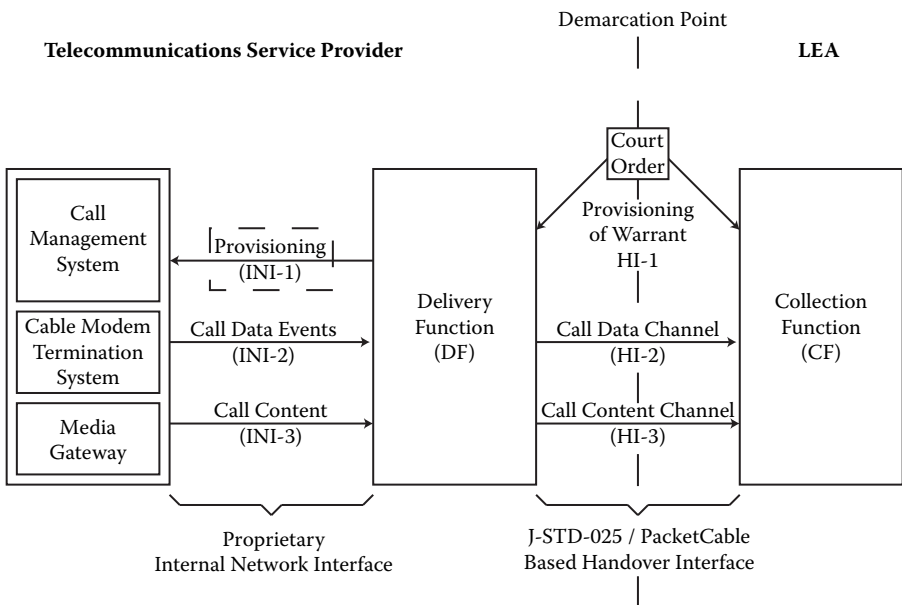 Demarcation Point
Telecommunications Service Provider
LEA
Court
Order
Call
Management
System
Provisioning
(INI-1)
Provisioning
of Warrant
HI-1
Cable Modem
Termination
System
Call Data Events
(INI-2)
Delivery
Function
(DF)
Call Data Channel
(HI-2)
Collection
Function
(CF)
Media
Gateway
Call Content
(INI-3)
Call Content Channel
(HI-3)
Proprietary
Internal Network Interface
J-STD-025 / PacketCable
Based Handover Interface